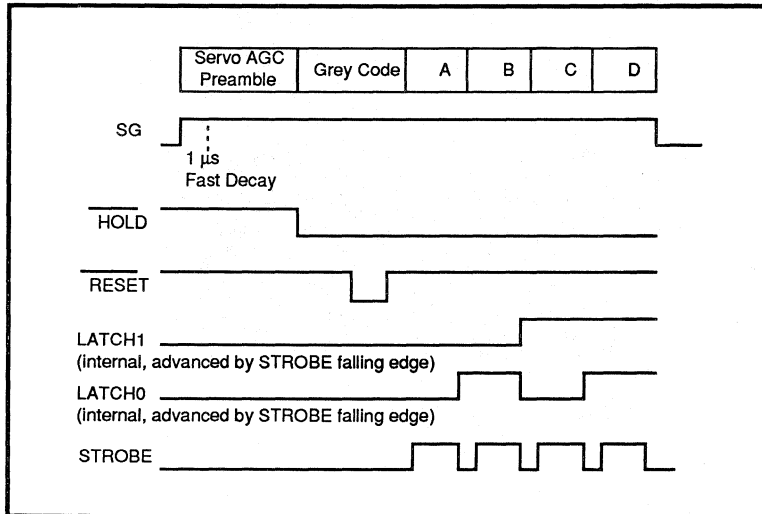 Servo AGC
Preamble
Grey Code
A
B
C
D
SG
1 µs
Fast Decay
HOLD
RESET
LATCH1
(internal, advanced by STROBE falling edge)
LATCH0
(internal, advanced by STROBE falling edge)
STROBE